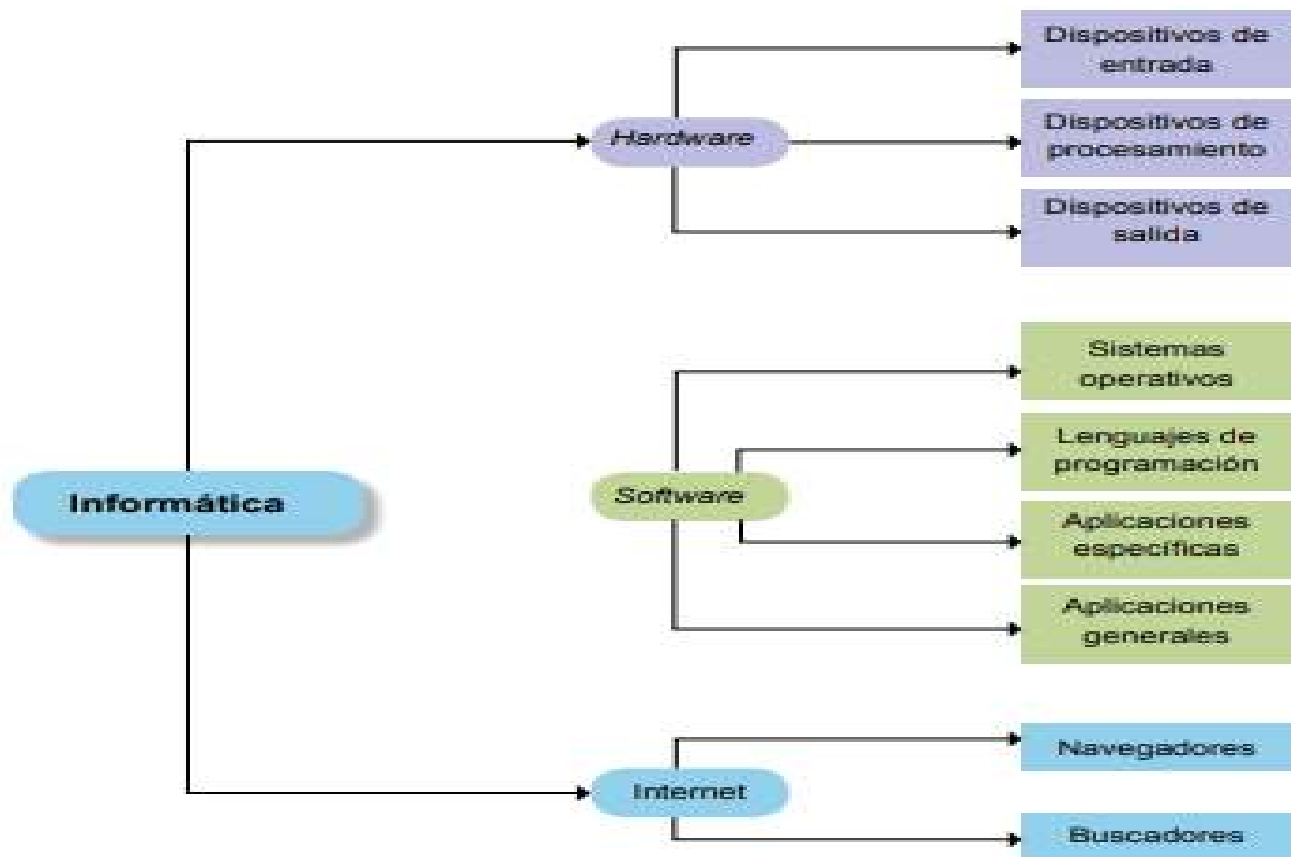 Informática
Hardware
Dispositivos de
entrada
Dispositivos de
procesamiento
Dispositivos de
salida
Software
Sistemas
operativos
Lenguajes de
programación
Aplicaciones
específicas
Aplicaciones
generales
Internet
Navegadores
Buscadores